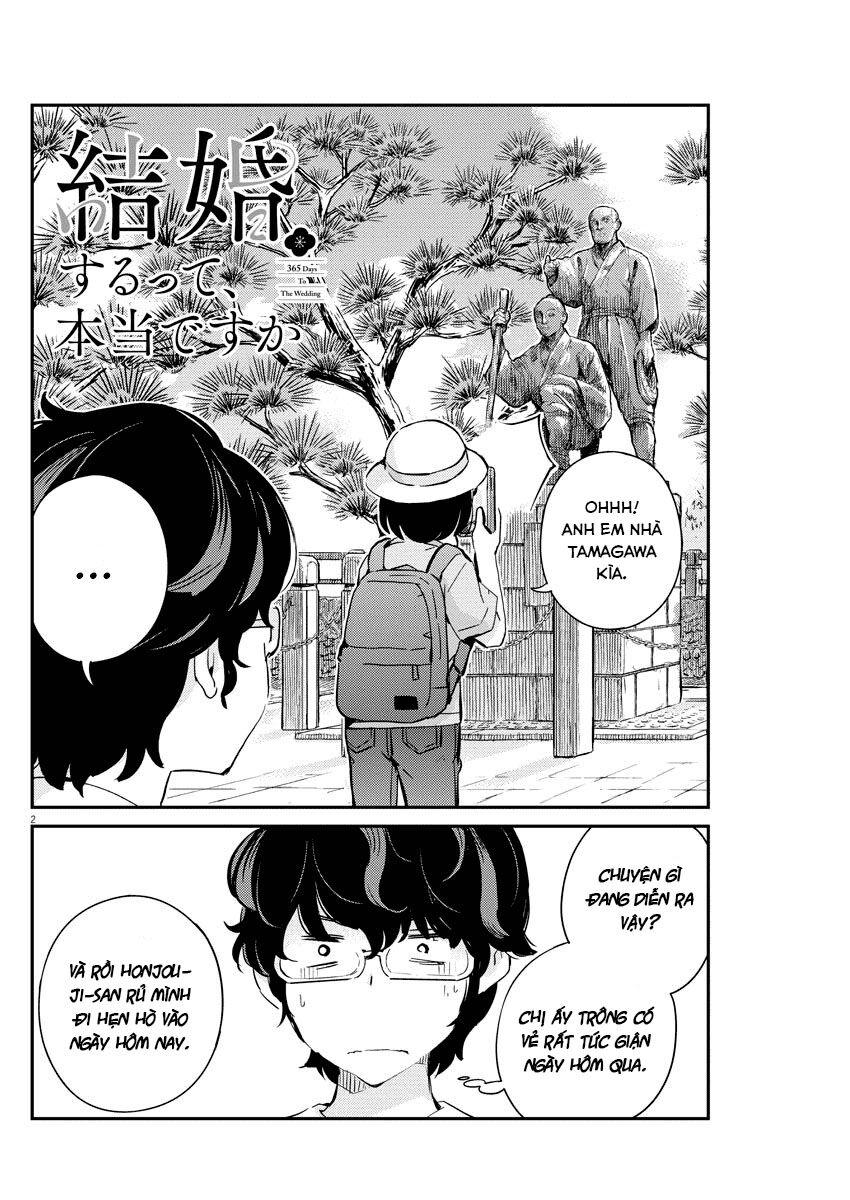 結婚
するって、
本当ですか
365 Days
To
The Wedding
OHHH!
ANH EM NHÀ
TAMAGAWA
KÌA.
...
2
CHUYỆN GÌ
ĐANG DIỄN RA
VẬY?
CHỊ ẤY TRÔNG CÓ
VẺ RẤT TỨC GIẬN
NGÀY HÔM QUA.
VÀ RỒI HONJOU-
JI-SAN RỦ MÌNH
ĐI HẸN HÒ VÀO
NGÀY HÔM NAY.